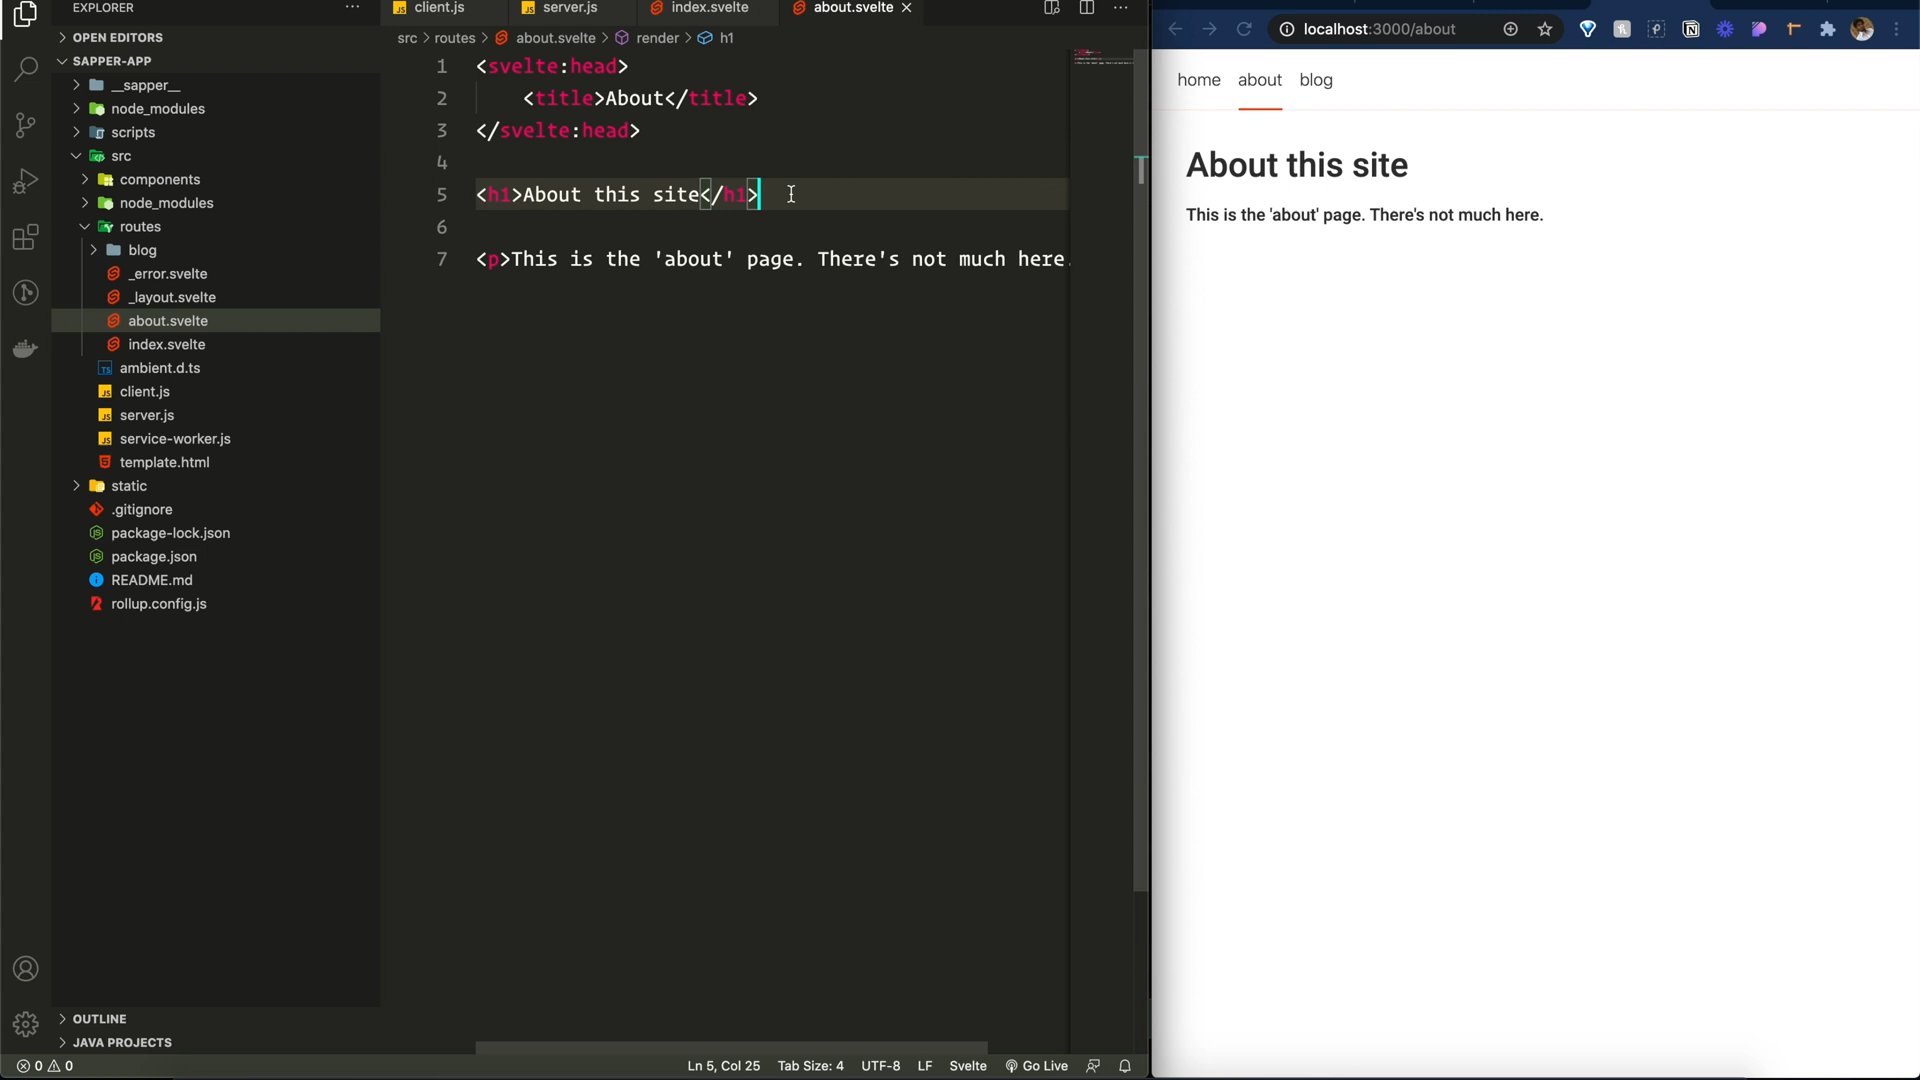 EXPLORER
OPEN EDITORS
SAPPER-APP
__sapper__
node_modules
scripts
src
components
node_modules
routes
blog
_error.svelte
_layout.svelte
about.svelte
index.svelte
ambient.d.ts
client.js
server.js
service-worker.js
template.html
static
.gitignore
package-lock.json
package.json
README.md
rollup.config.js
OUTLINE
JAVA PROJECTS
client.js server.js index.svelte about.svelte
src > routes > about.svelte > render > h1
1 <svelte:head>
2 <title>About</title>
3 </svelte:head>
4
5 <h1>About this site</h1>
6
7 <p>This is the 'about' page. There's not much here.
0 0 Ln 5, Col 25 Tab Size: 4 UTF-8 LF Svelte Go Live
localhost:3000/about
home about blog
About this site
This is the 'about' page. There's not much here.